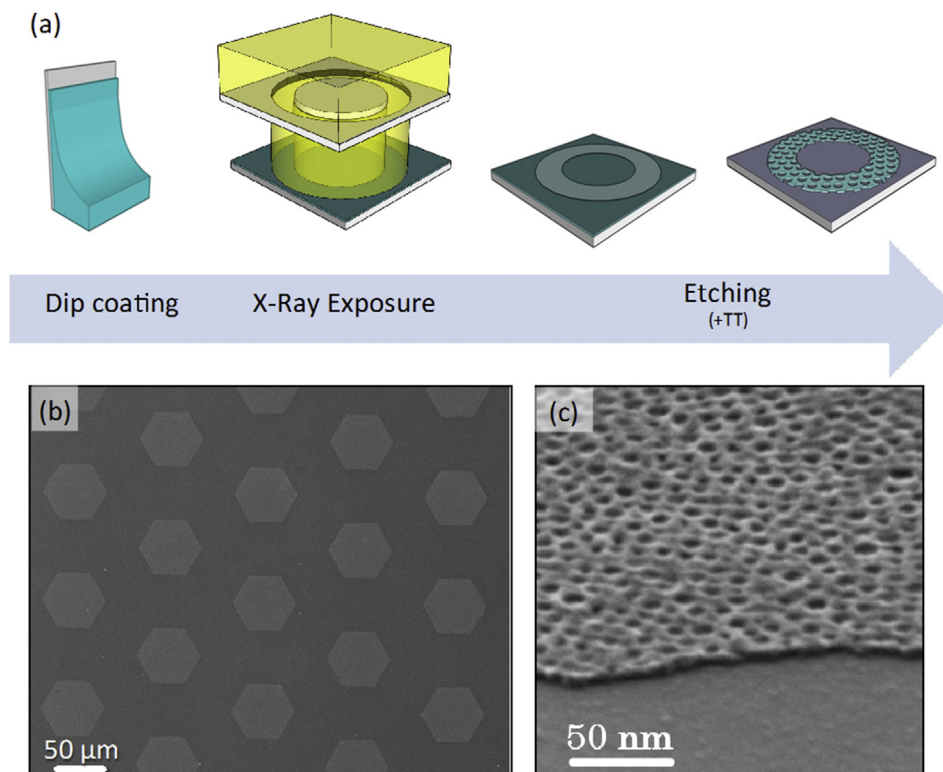 (a)
Dip coating
X-Ray Exposure
Etching
(+TT)
(b)
50 µm
(c)
50 nm